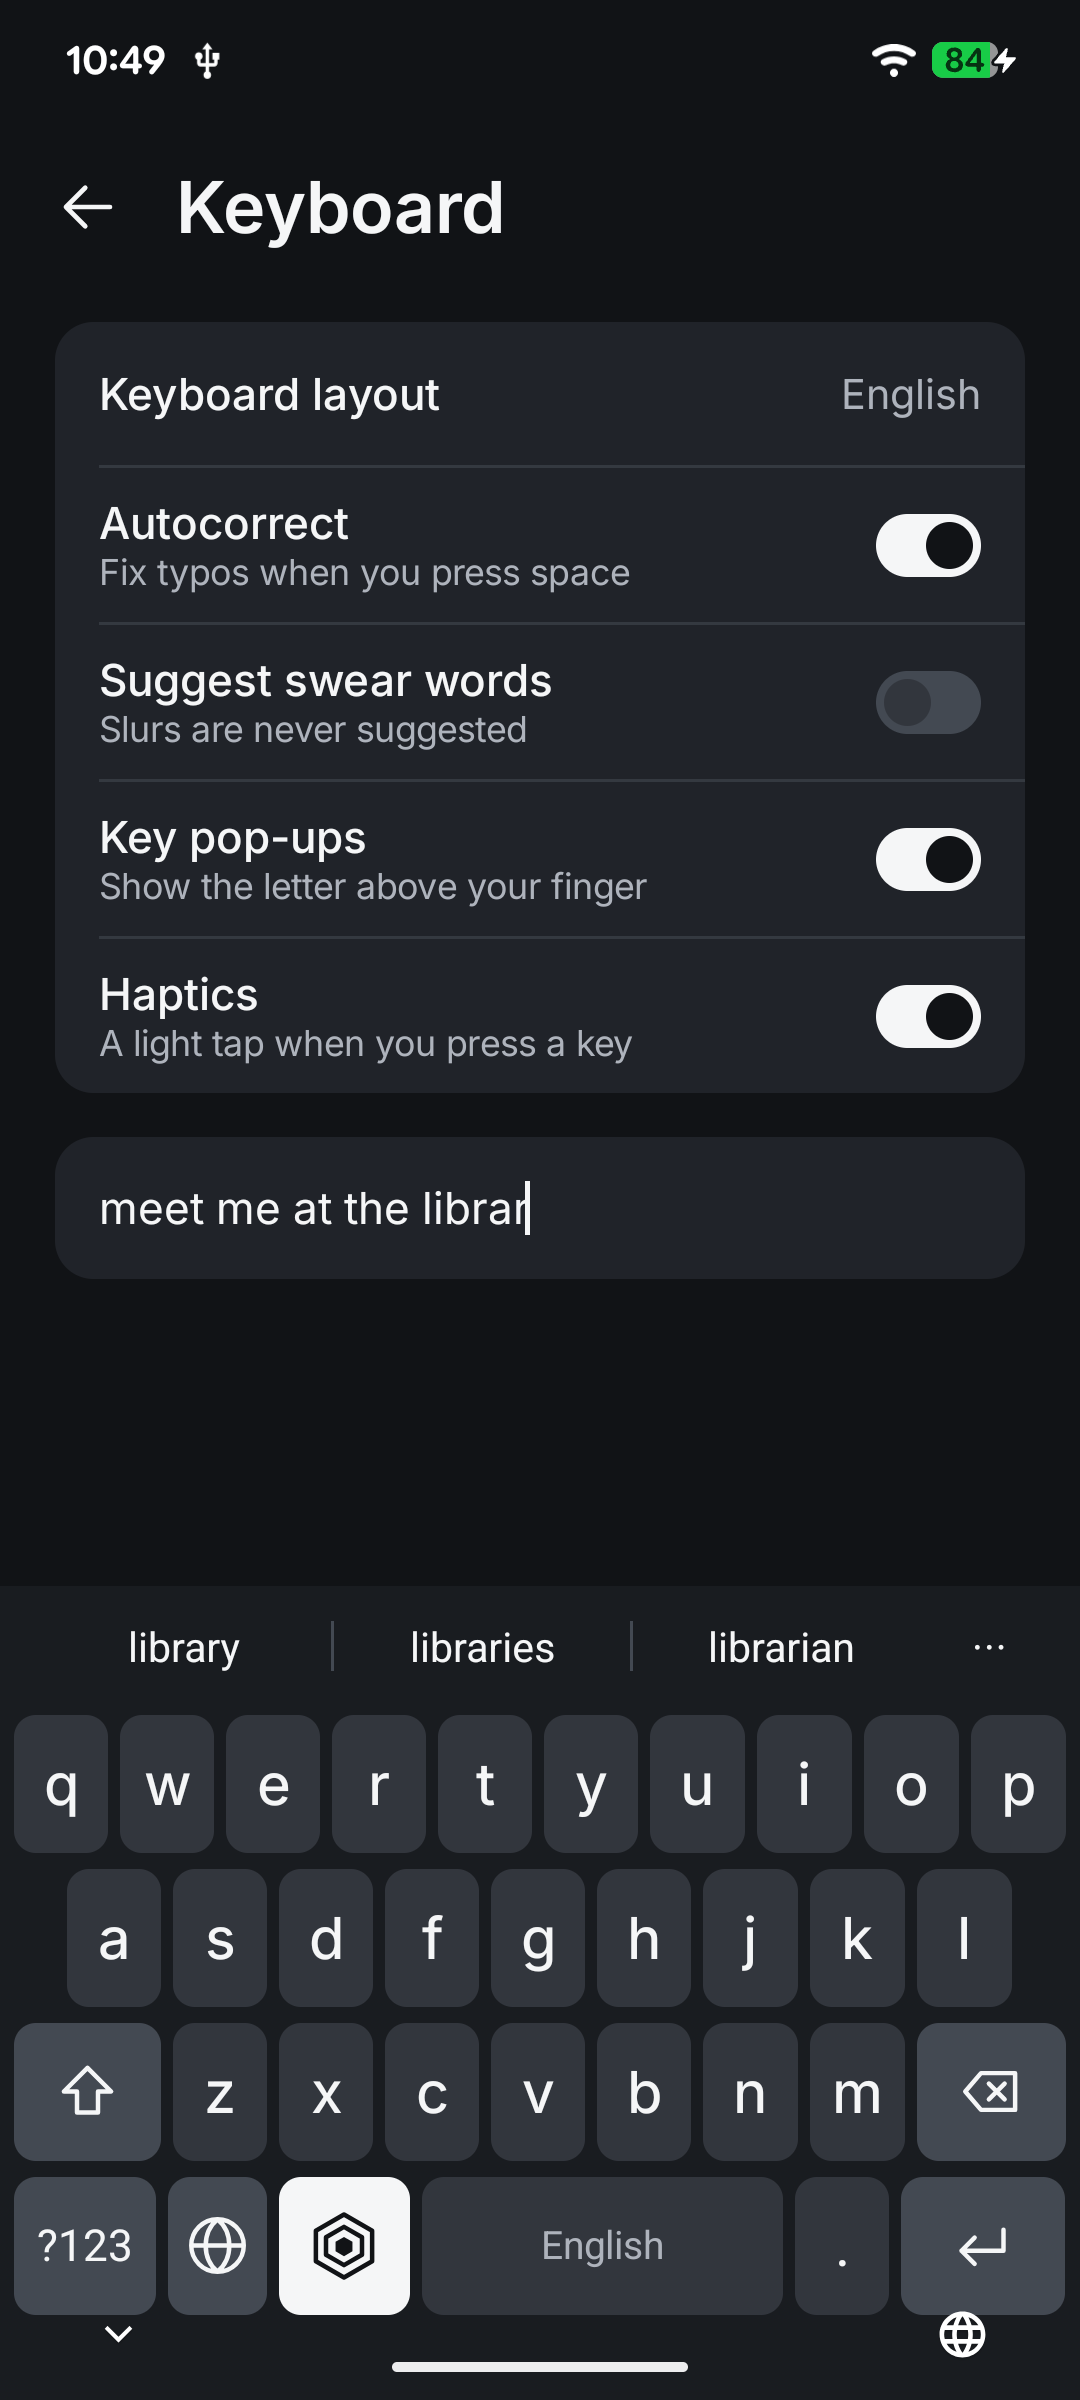 10:49
84
Keyboard
Keyboard layout English
Autocorrect
Fix typos when you press space
Suggest swear words
Slurs are never suggested
Key pop-ups
Show the letter above your finger
Haptics
A light tap when you press a key
meet me at the librar
library libraries librarian ...
q w e r t y u i o p
a s d f g h j k l
z x c v b n m
?123 English .